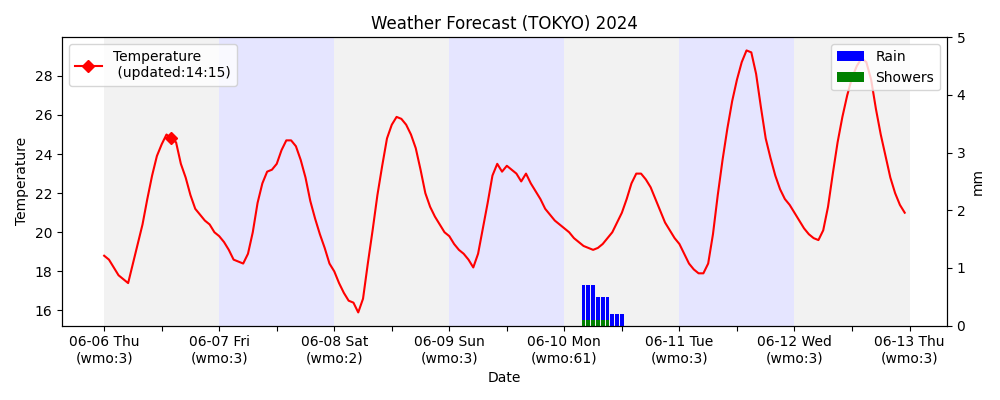 Weather Forecast (TOKYO) 2024
Temperature
(updated:14:15)
Rain
Showers
Temperature
28
26
24
22
20
18
16
5
4
3
2
1
0
mm
06-06 Thu
(wmo:3)
06-07 Fri
(wmo:3)
06-08 Sat
(wmo:2)
06-09 Sun
(wmo:3)
06-10 Mon
(wmo:61)
06-11 Tue
(wmo:3)
06-12 Wed
(wmo:3)
06-13 Thu
(wmo:3)
Date